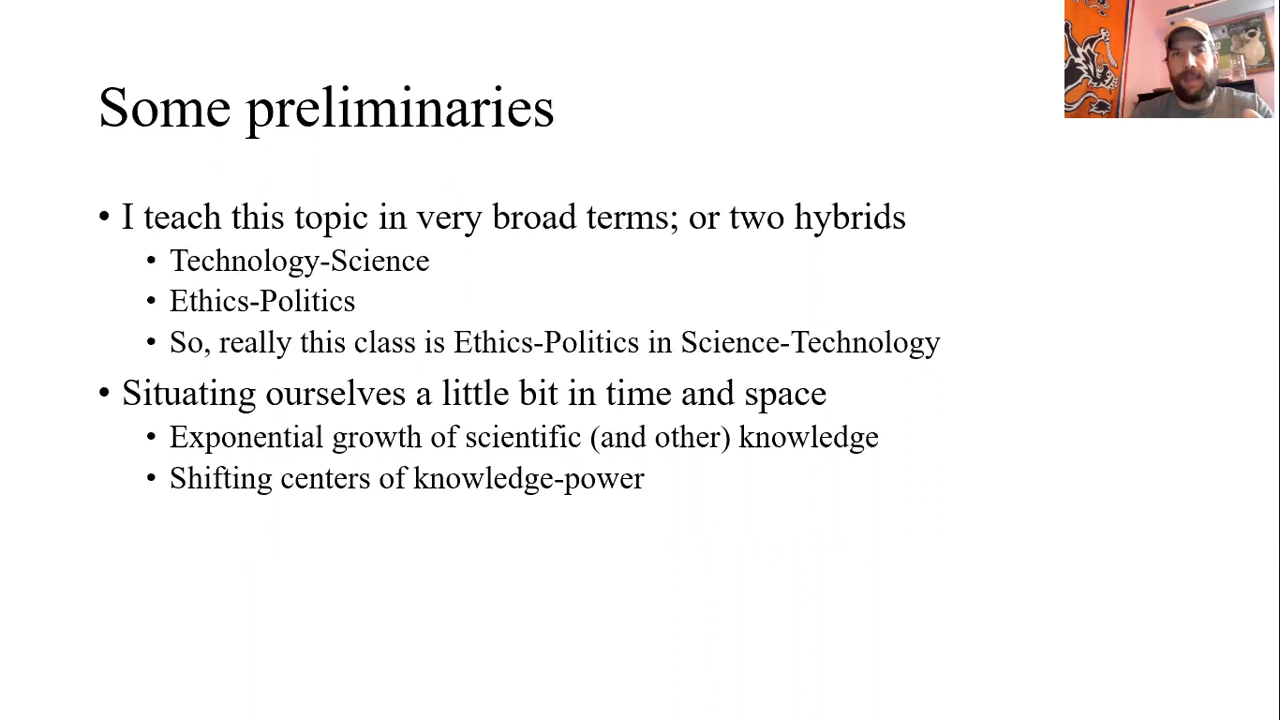 Some preliminaries
• I teach this topic in very broad terms; or two hybrids
• Technology-Science
• Ethics-Politics
• So, really this class is Ethics-Politics in Science-Technology
• Situating ourselves a little bit in time and space
• Exponential growth of scientific (and other) knowledge
• Shifting centers of knowledge-power